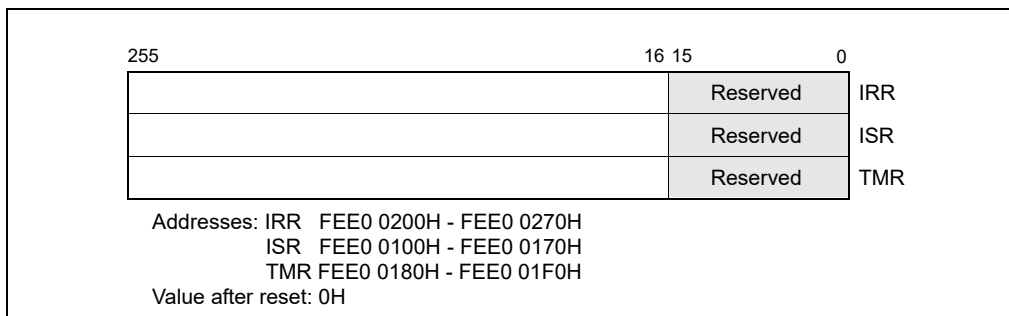 255 16 15 0
Reserved IRR
Reserved ISR
Reserved TMR
Addresses: IRR FEE0 0200H - FEE0 0270H
ISR FEE0 0100H - FEE0 0170H
TMR FEE0 0180H - FEE0 01F0H
Value after reset: 0H